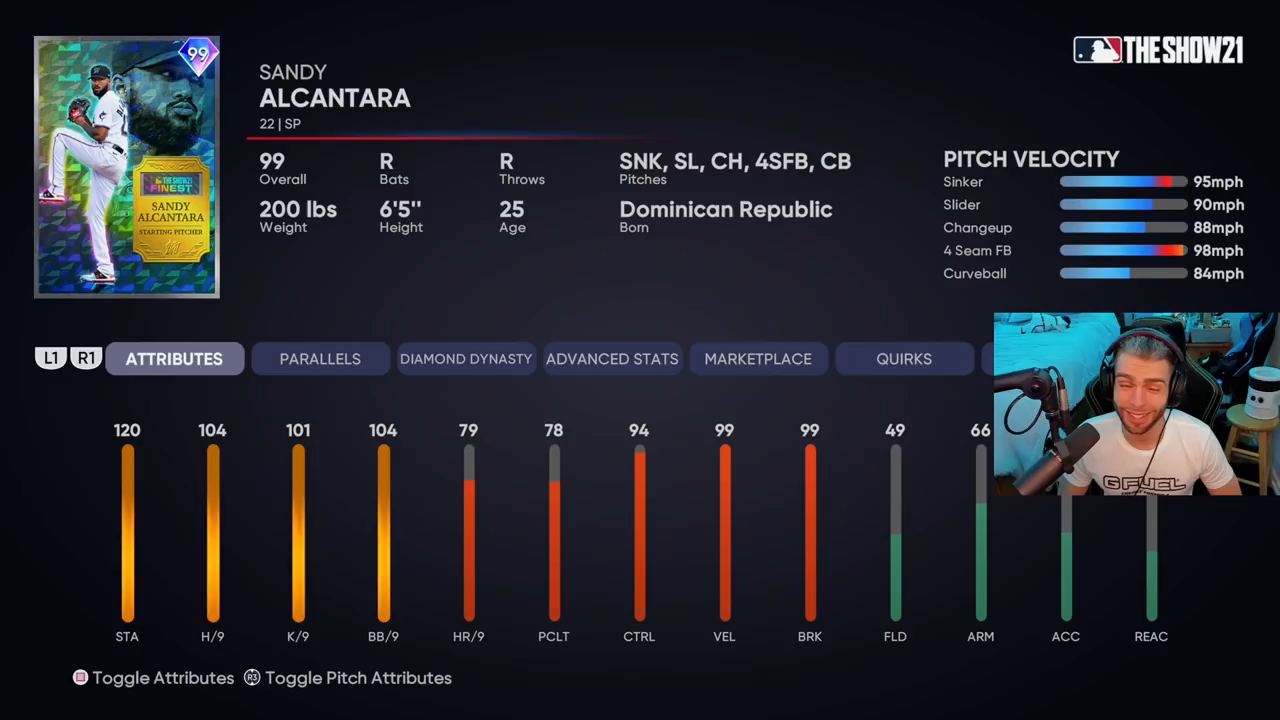 99
THE SHOW21
FINEST
SANDY
ALCANTARA
STARTING PITCHER
SANDY
ALCANTARA
22 | SP
99
Overall
R
Bats
R
Throws
SNK, SL, CH, 4SFB, CB
Pitches
200 lbs
Weight
6'5''
Height
25
Age
Dominican Republic
Born
THE SHOW21
PITCH VELOCITY
Sinker 95mph
Slider 90mph
Changeup 88mph
4 Seam FB 98mph
Curveball 84mph
L1 R1 ATTRIBUTES PARALLELS DIAMOND DYNASTY ADVANCED STATS MARKETPLACE QUIRKS
120 104 101 104 79 78 94 99 99 49 66
STA H/9 K/9 BB/9 HR/9 PCLT CTRL VEL BRK FLD ARM ACC REAC
G FUEL
Toggle Attributes R3 Toggle Pitch Attributes